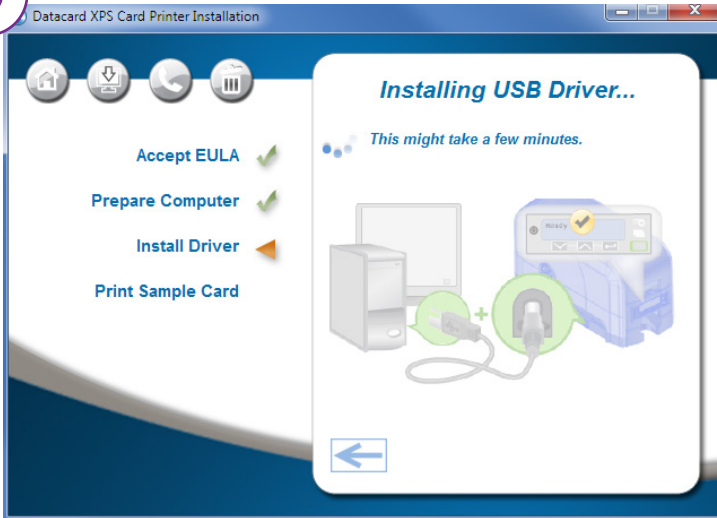 Datacard XPS Card Printer Installation
Installing USB Driver...
This might take a few minutes.
Accept EULA
Prepare Computer
Install Driver
Print Sample Card
Ready